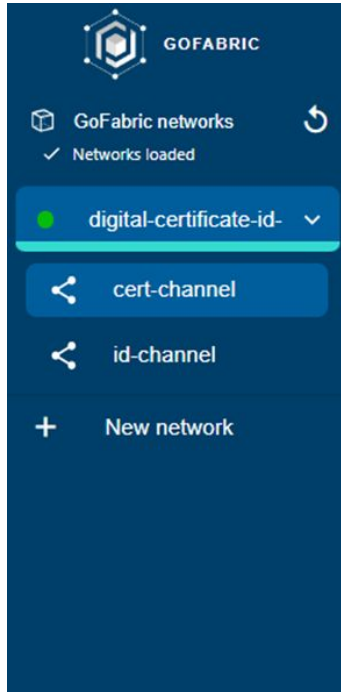 GOFABRIC
GoFabric networks
Networks loaded
digital-certificate-id-
cert-channel
id-channel
New network